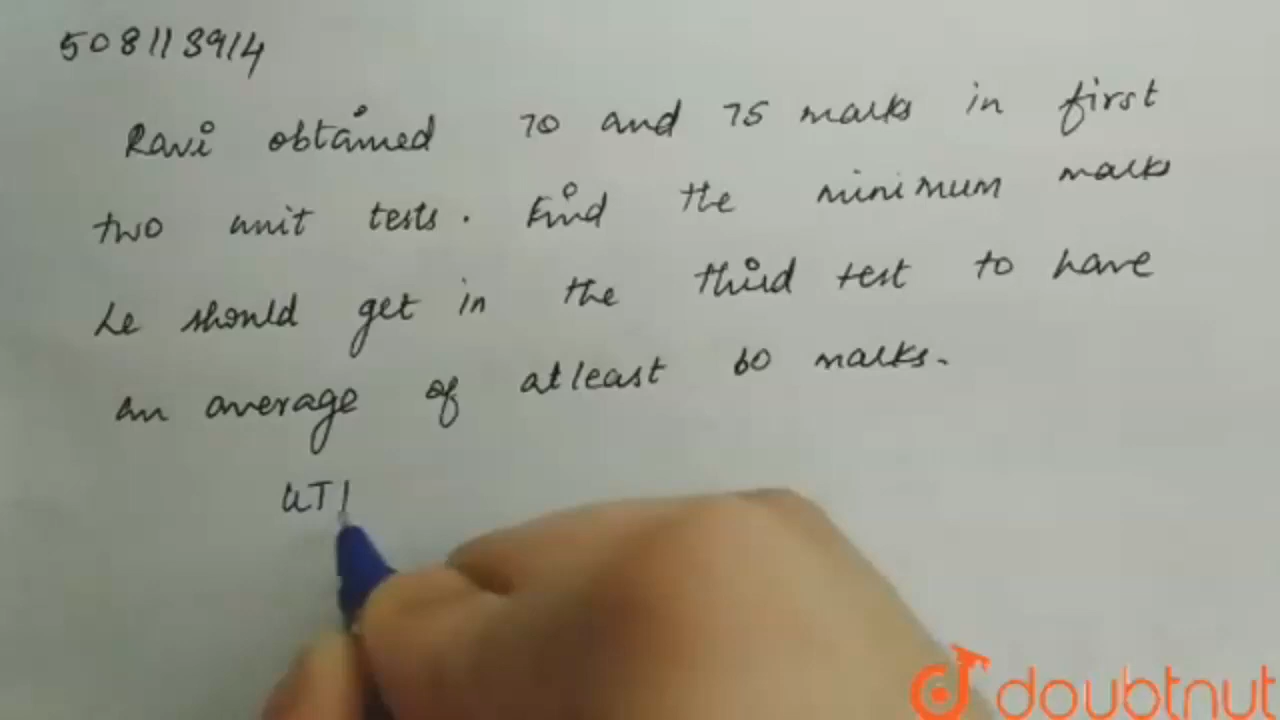 508113914
Ravi obtained 70 and 75 marks in first
two unit tests. Find the minimum marks
he should get in the third test to have
an average of atleast 60 marks.
UT1
doubtnut